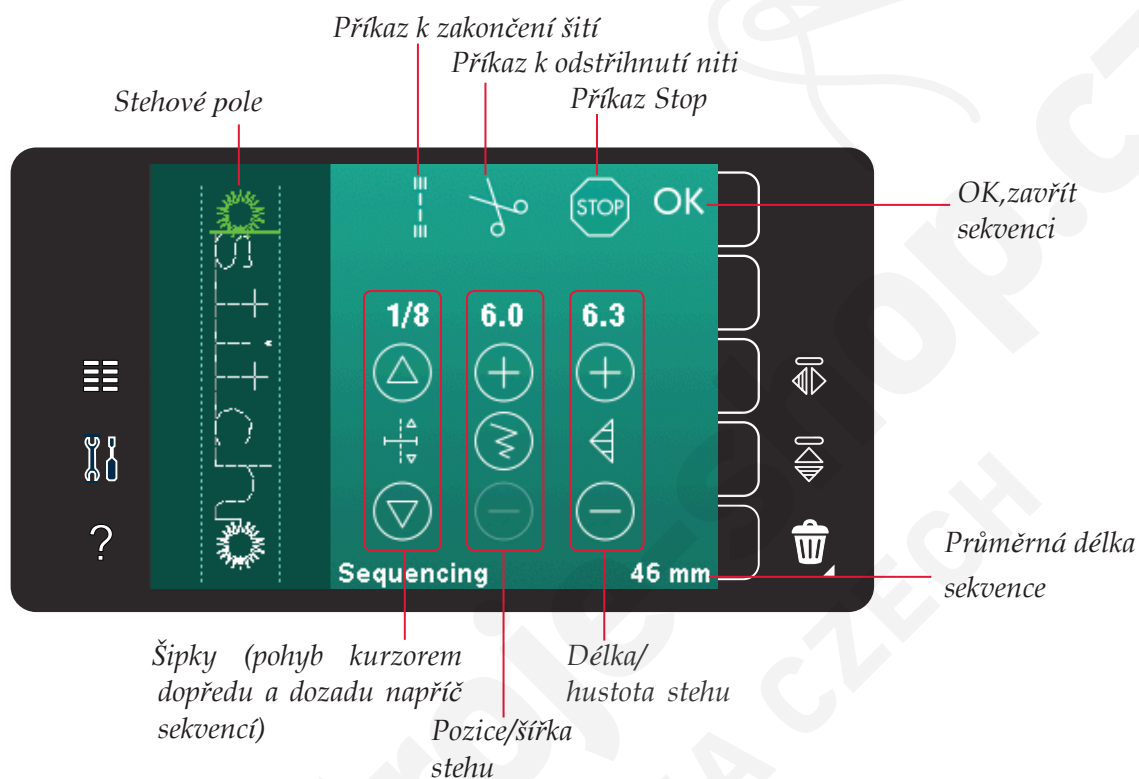 Příkaz k zakončení šití
Příkaz k odstřihnutí niti
Příkaz Stop
Stehové pole
STOP
OK
OK,zavřít
sekvenci
stitch
1/8
6.0
6.3
?
Sequencing
46 mm
Průměrná délka
sekvence
Šipky (pohyb kurzorem
dopředu a dozadu napříč
sekvencí)
Délka/
hustota stehu
Pozice/šířka
stehu